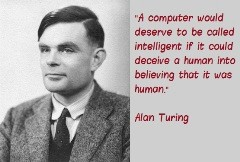 "A computer would
deserve to be called
intelligent if it could
deceive a human into
believing that it was
human."
Alan Turing